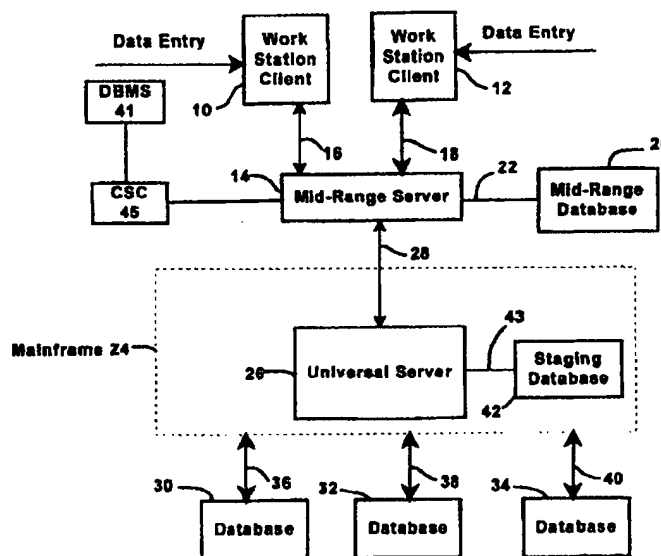 Data Entry
Work
Station
Client
Work
Station
Client
Data Entry
DBMS
41
10
12
16
18
14
22
2
CSC
45
Mid-Range Server
Mid-Range
Database
28
Mainframe 24
43
26
Universal Server
Staging
Database
42
30
36
32
38
34
40
Database
Database
Database